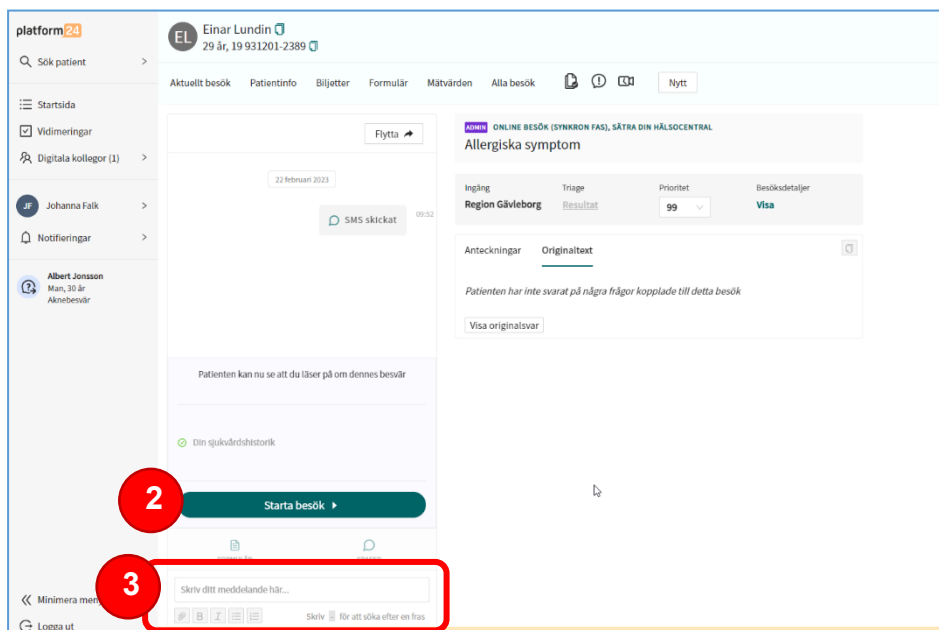 platform24
Sök patient
Startsida
Vidimeringar
Digitala kollegor (1)
JF Johanna Falk
Notifieringar
Albert Jonsson
Man, 30 år
Aknebesvär
Minimera
Logga ut
EL Einar Lundin
29 år, 19 931201-2389
Aktuellt besök Patientinfo Biljetter Formulär Mätvärden Alla besök Nytt
Flytta
22 februari 2023
SMS skickat 09:52
Patienten kan nu se att du läser på om dennes besvär
Din sjukvårdshistorik
2 Starta besök
3
Skriv ditt meddelande här...
B I
Skriv för att söka efter en fras
ADMIN ONLINE BESÖK (SYNKRON FAS), SÄTRA DIN HÄLSOCENTRAL
Allergiska symptom
Ingång Triage Prioritet Besöksdetaljer
Region Gävleborg Resultat 99 Visa
Anteckningar Originaltext
Patienten har inte svarat på några frågor kopplade till detta besök
Visa originalsvar